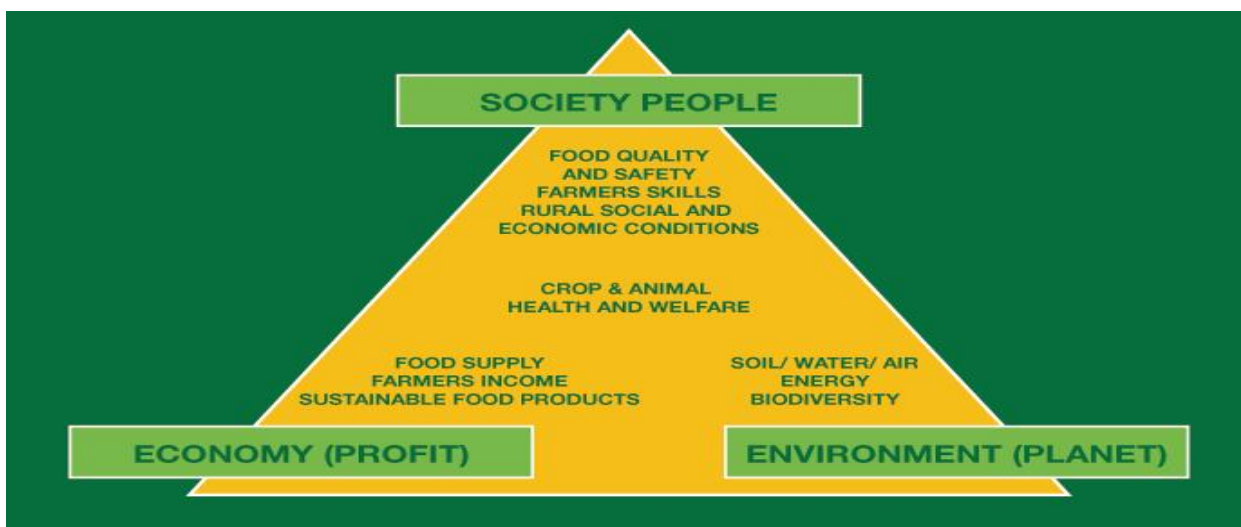 SOCIETY PEOPLE
FOOD QUALITY
AND SAFETY
FARMERS SKILLS
RURAL SOCIAL AND
ECONOMIC CONDITIONS
CROP & ANIMAL
HEALTH AND WELFARE
FOOD SUPPLY
FARMERS INCOME
SUSTAINABLE FOOD PRODUCTS
SOIL/ WATER/ AIR
ENERGY
BIODIVERSITY
ECONOMY (PROFIT)
ENVIRONMENT (PLANET)